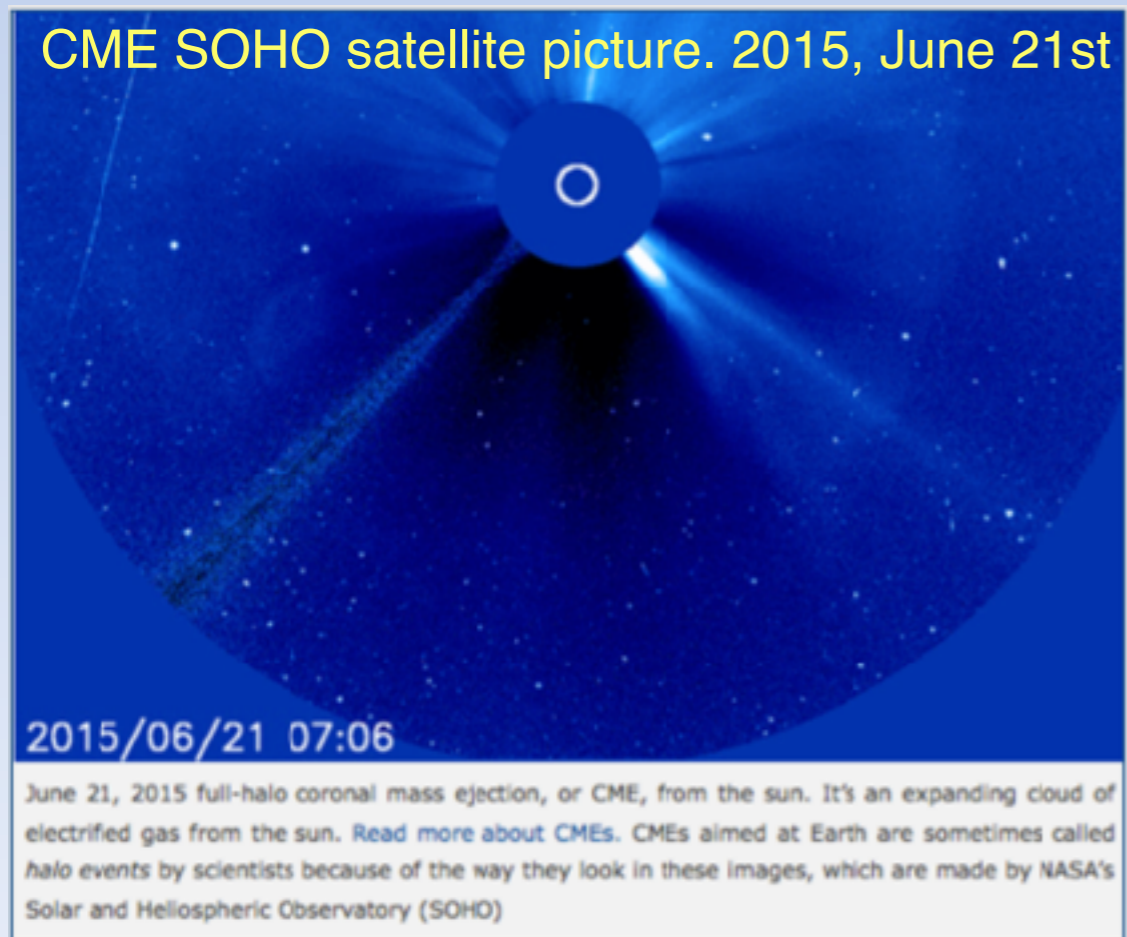 CME SOHO satellite picture. 2015, June 21st
2015/06/21 07:06
June 21, 2015 full-halo coronal mass ejection, or CME, from the sun. It's an expanding cloud of
electrified gas from the sun. Read more about CMEs. CMEs aimed at Earth are sometimes called
halo events by scientists because of the way they look in these images, which are made by NASA's
Solar and Heliospheric Observatory (SOHO)